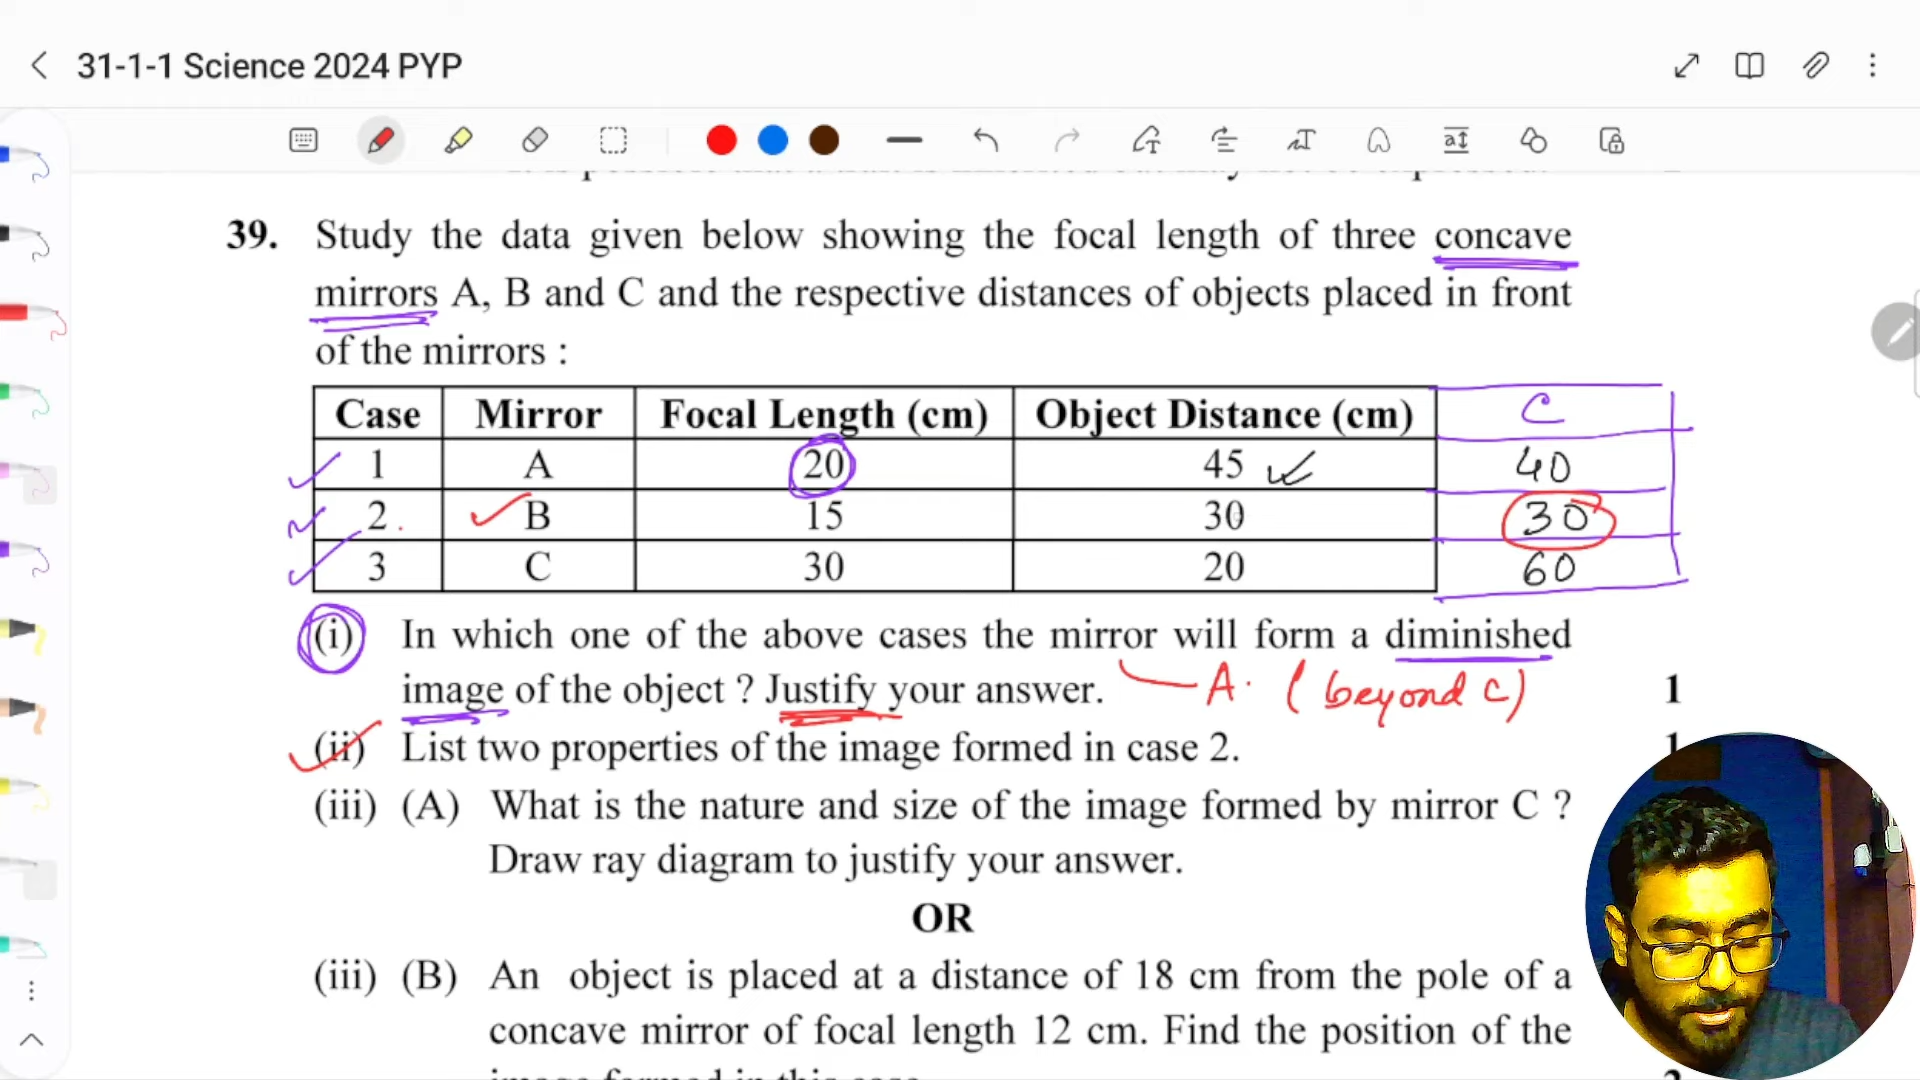 31-1-1 Science 2024 PYP
39. Study the data given below showing the focal length of three concave
mirrors A, B and C and the respective distances of objects placed in front
of the mirrors :
Case Mirror Focal Length (cm) Object Distance (cm) C
1 A 20 45 40
2 B 15 30 30
3 C 30 20 60
(i) In which one of the above cases the mirror will form a diminished
image of the object ? Justify your answer. 1
A. (beyond C)
(ii) List two properties of the image formed in case 2. 1
(iii) (A) What is the nature and size of the image formed by mirror C ?
Draw ray diagram to justify your answer.
OR
(iii) (B) An object is placed at a distance of 18 cm from the pole of a
concave mirror of focal length 12 cm. Find the position of the
image formed in this case.